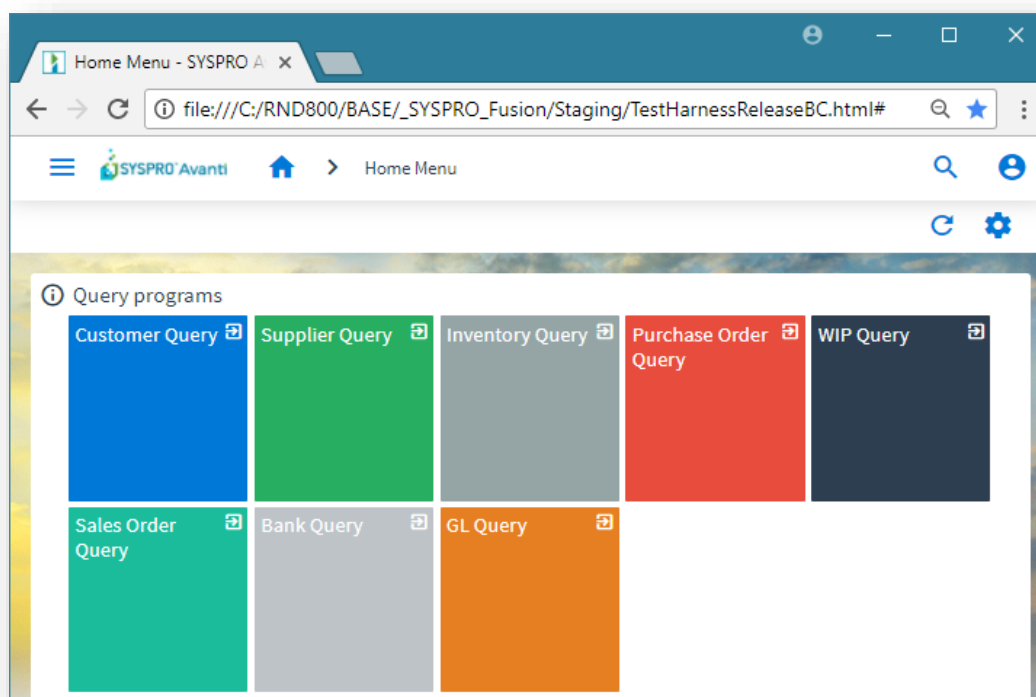 Home Menu - SYSPRO A
file:///C:/RND800/BASE/_SYSPRO_Fusion/Staging/TestHarnessReleaseBC.html#
SYSPRO Avanti Home Menu
Query programs
Customer Query Supplier Query Inventory Query Purchase Order WIP Query
Query
Sales Order Bank Query GL Query
Query